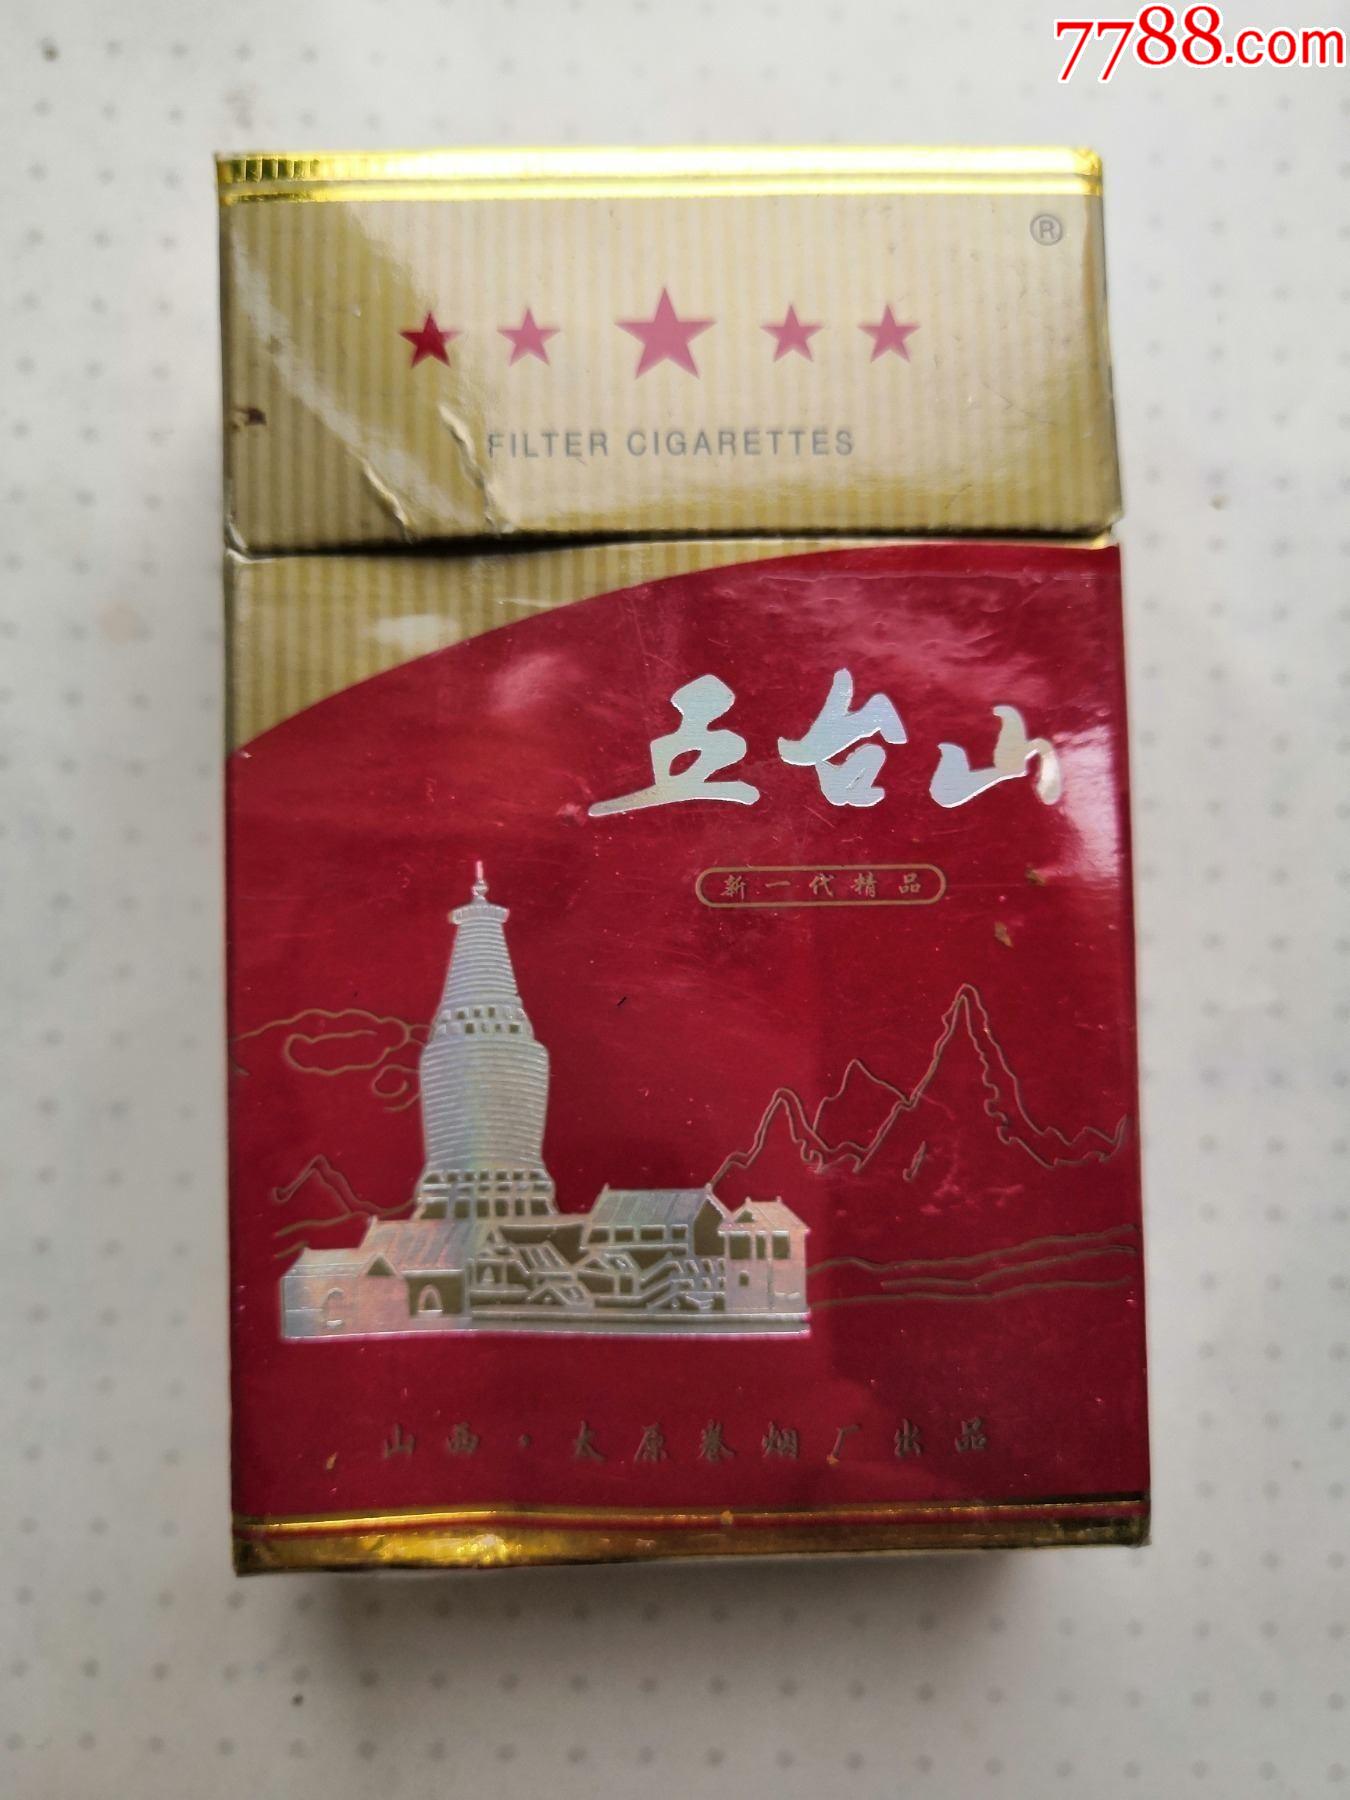 7788.com
®
FILTER CIGARETTES
五台山
新一代精品
山西·太原卷烟厂出品